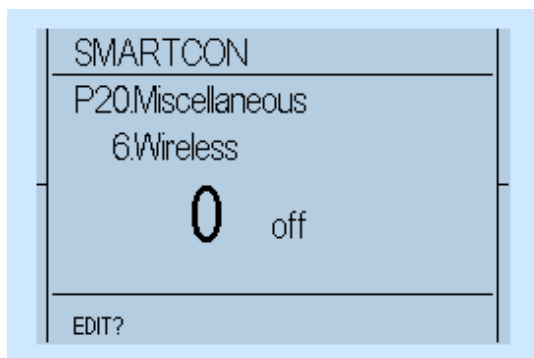 SMARTCON
P20.Miscellaneous
6.Wireless
0 off
EDIT?